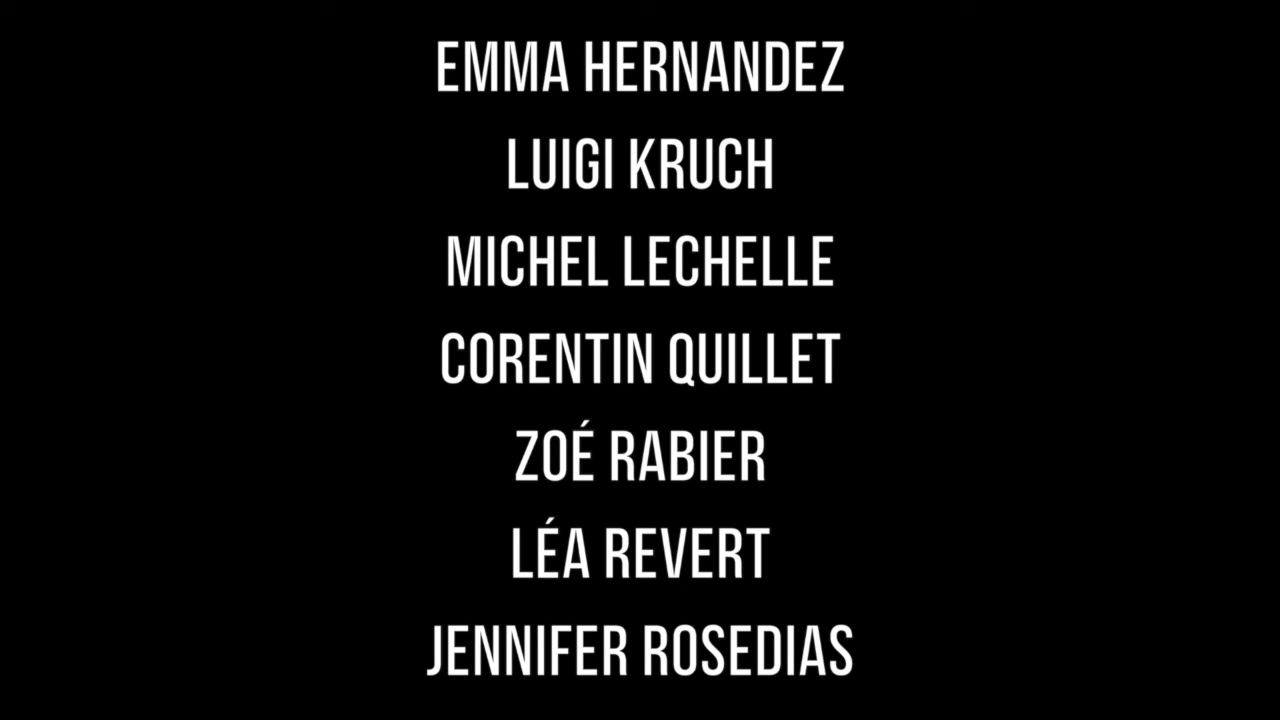 EMMA HERNANDEZ
LUIGI KRUCH
MICHEL LECHELLE
CORENTIN QUILLET
ZOÉ RABIER
LÉA REVERT
JENNIFER ROSEDIAS